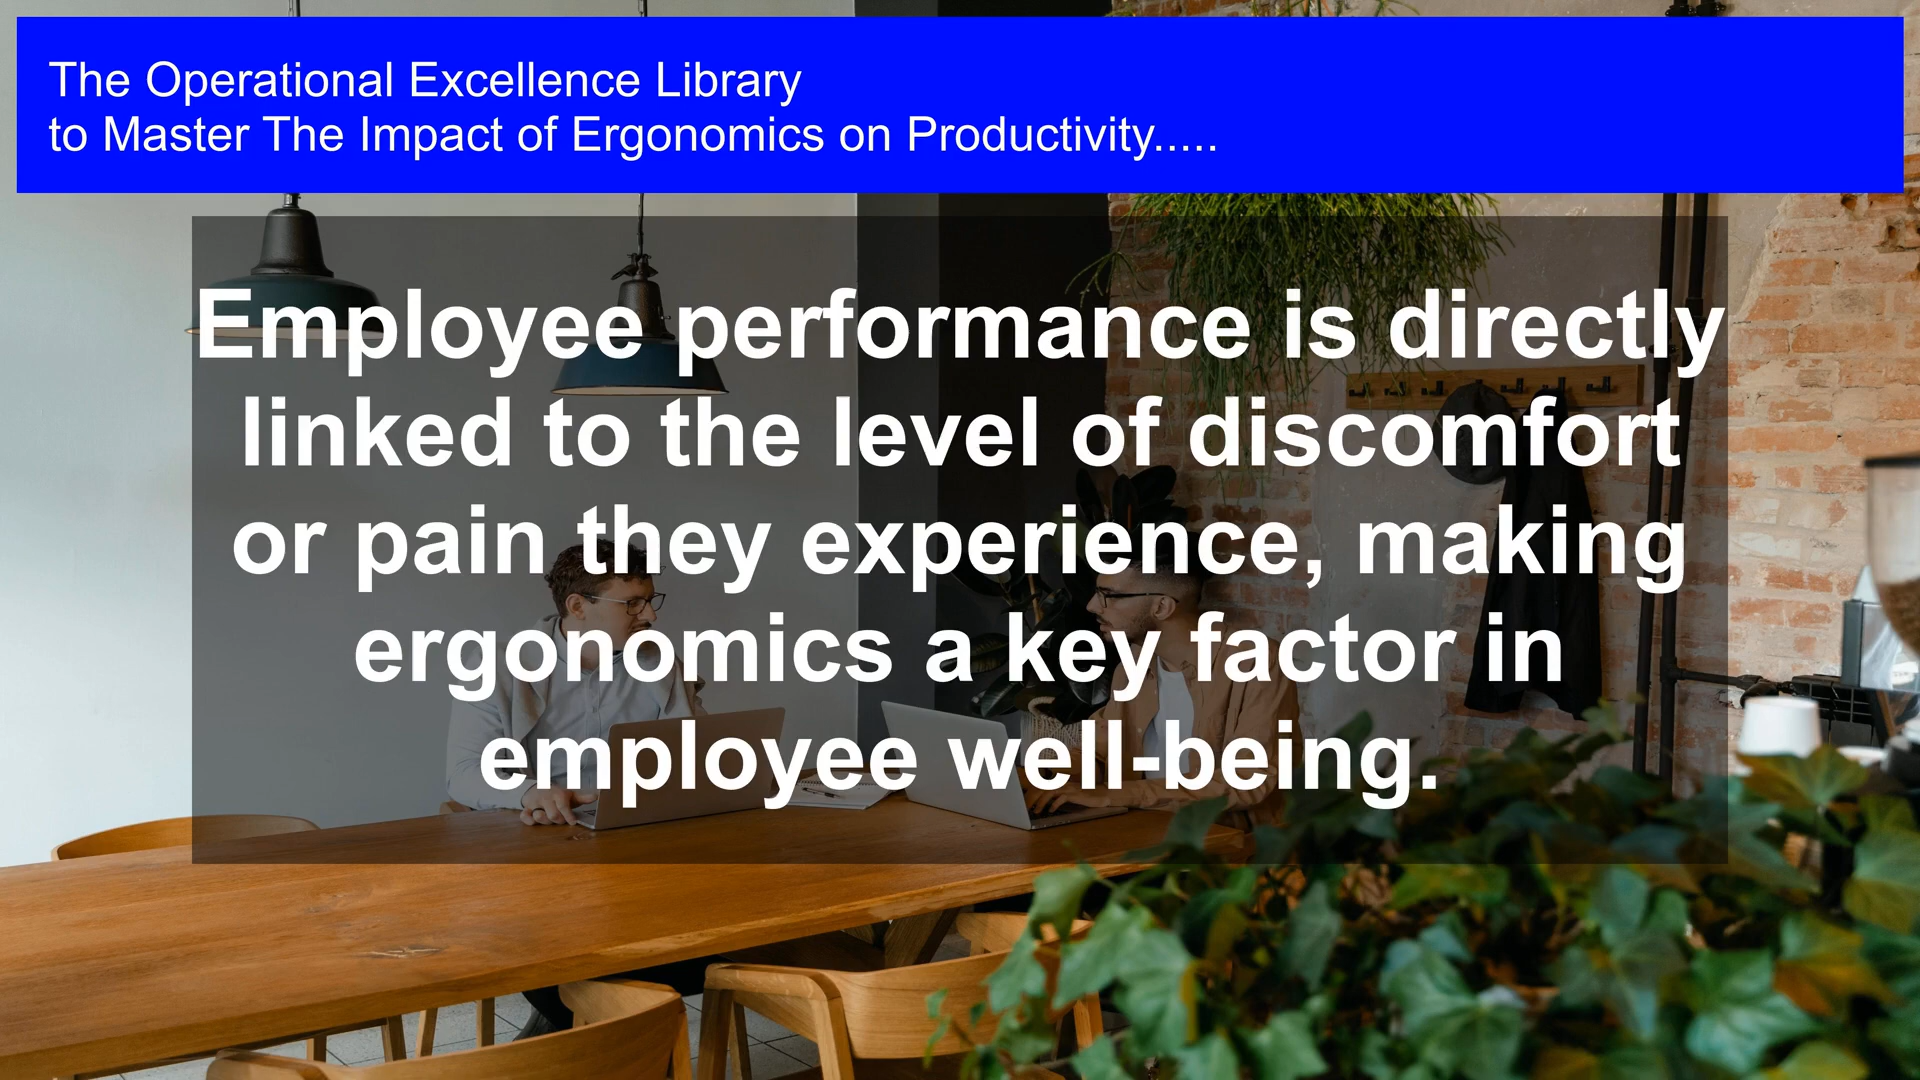 The Operational Excellence Library
to Master The Impact of Ergonomics on Productivity.....
Employee performance is directly
linked to the level of discomfort
or pain they experience, making
ergonomics a key factor in
employee well-being.